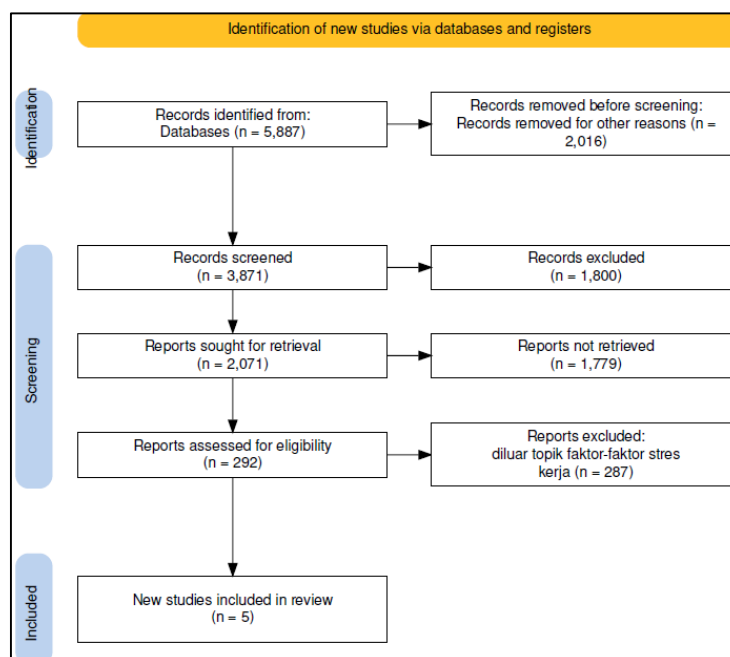 Identification of new studies via databases and registers
Identification
Records identified from:
Databases (n = 5,887)
Records removed before screening:
Records removed for other reasons (n =
2,016)
Screening
Records screened
(n = 3,871)
Records excluded
(n = 1,800)
Reports sought for retrieval
(n = 2,071)
Reports not retrieved
(n = 1,779)
Reports assessed for eligibility
(n = 292)
Reports excluded:
diluar topik faktor-faktor stres
kerja (n = 287)
Included
New studies included in review
(n = 5)